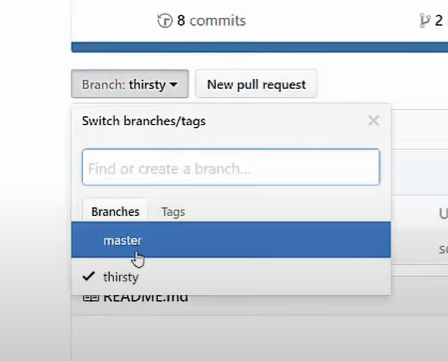 8 commits
2
Branch: thirsty
New pull request
Switch branches/tags
Find or create a branch...
Branches
Tags
master
thirsty
README.md